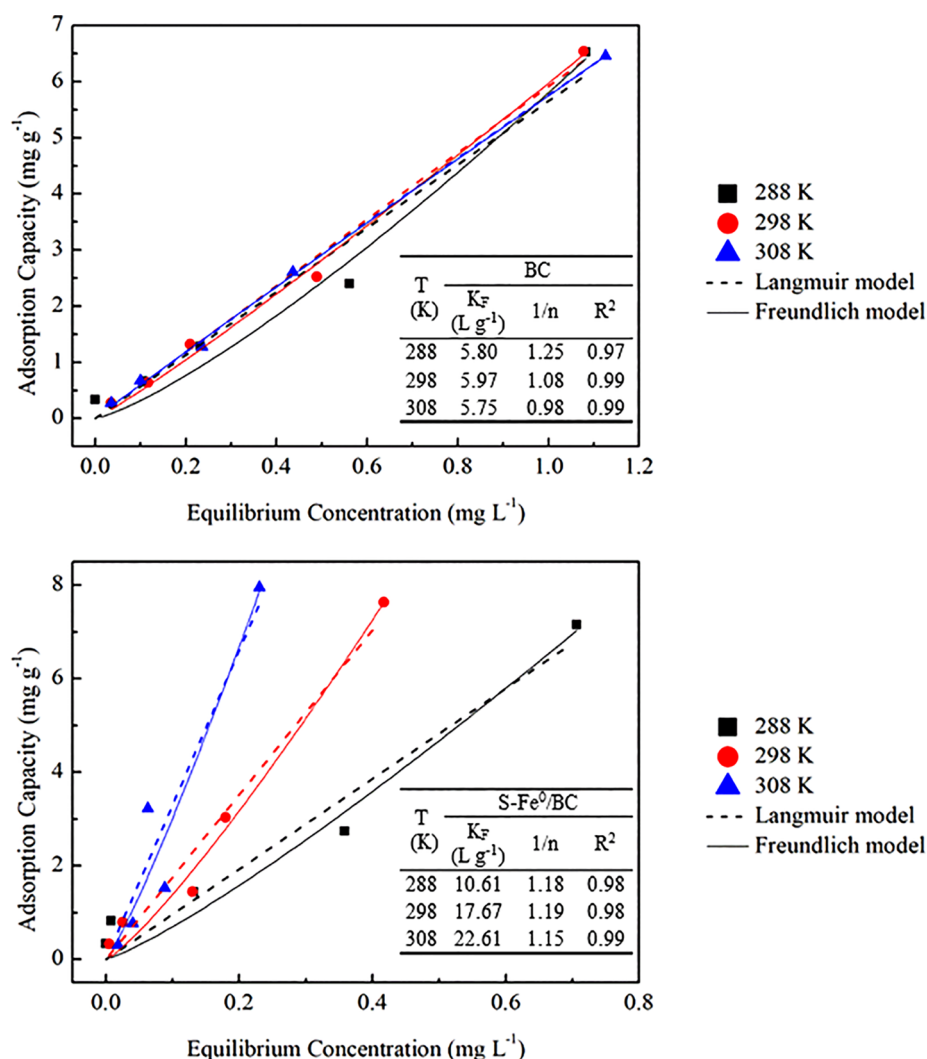 7
6
5
4
3
2
1
0
Adsorption Capacity (mg g⁻¹)
0.0 0.2 0.4 0.6 0.8 1.0 1.2
Equilibrium Concentration (mg L⁻¹)
T (K) BC
K_F (L g⁻¹) 1/n R²
288 5.80 1.25 0.97
298 5.97 1.08 0.99
308 5.75 0.98 0.99
288 K
298 K
308 K
Langmuir model
Freundlich model
8
6
4
2
0
Adsorption Capacity (mg g⁻¹)
0.0 0.2 0.4 0.6 0.8
Equilibrium Concentration (mg L⁻¹)
T (K) S-Fe⁰/BC
K_F (L g⁻¹) 1/n R²
288 10.61 1.18 0.98
298 17.67 1.19 0.98
308 22.61 1.15 0.99
288 K
298 K
308 K
Langmuir model
Freundlich model